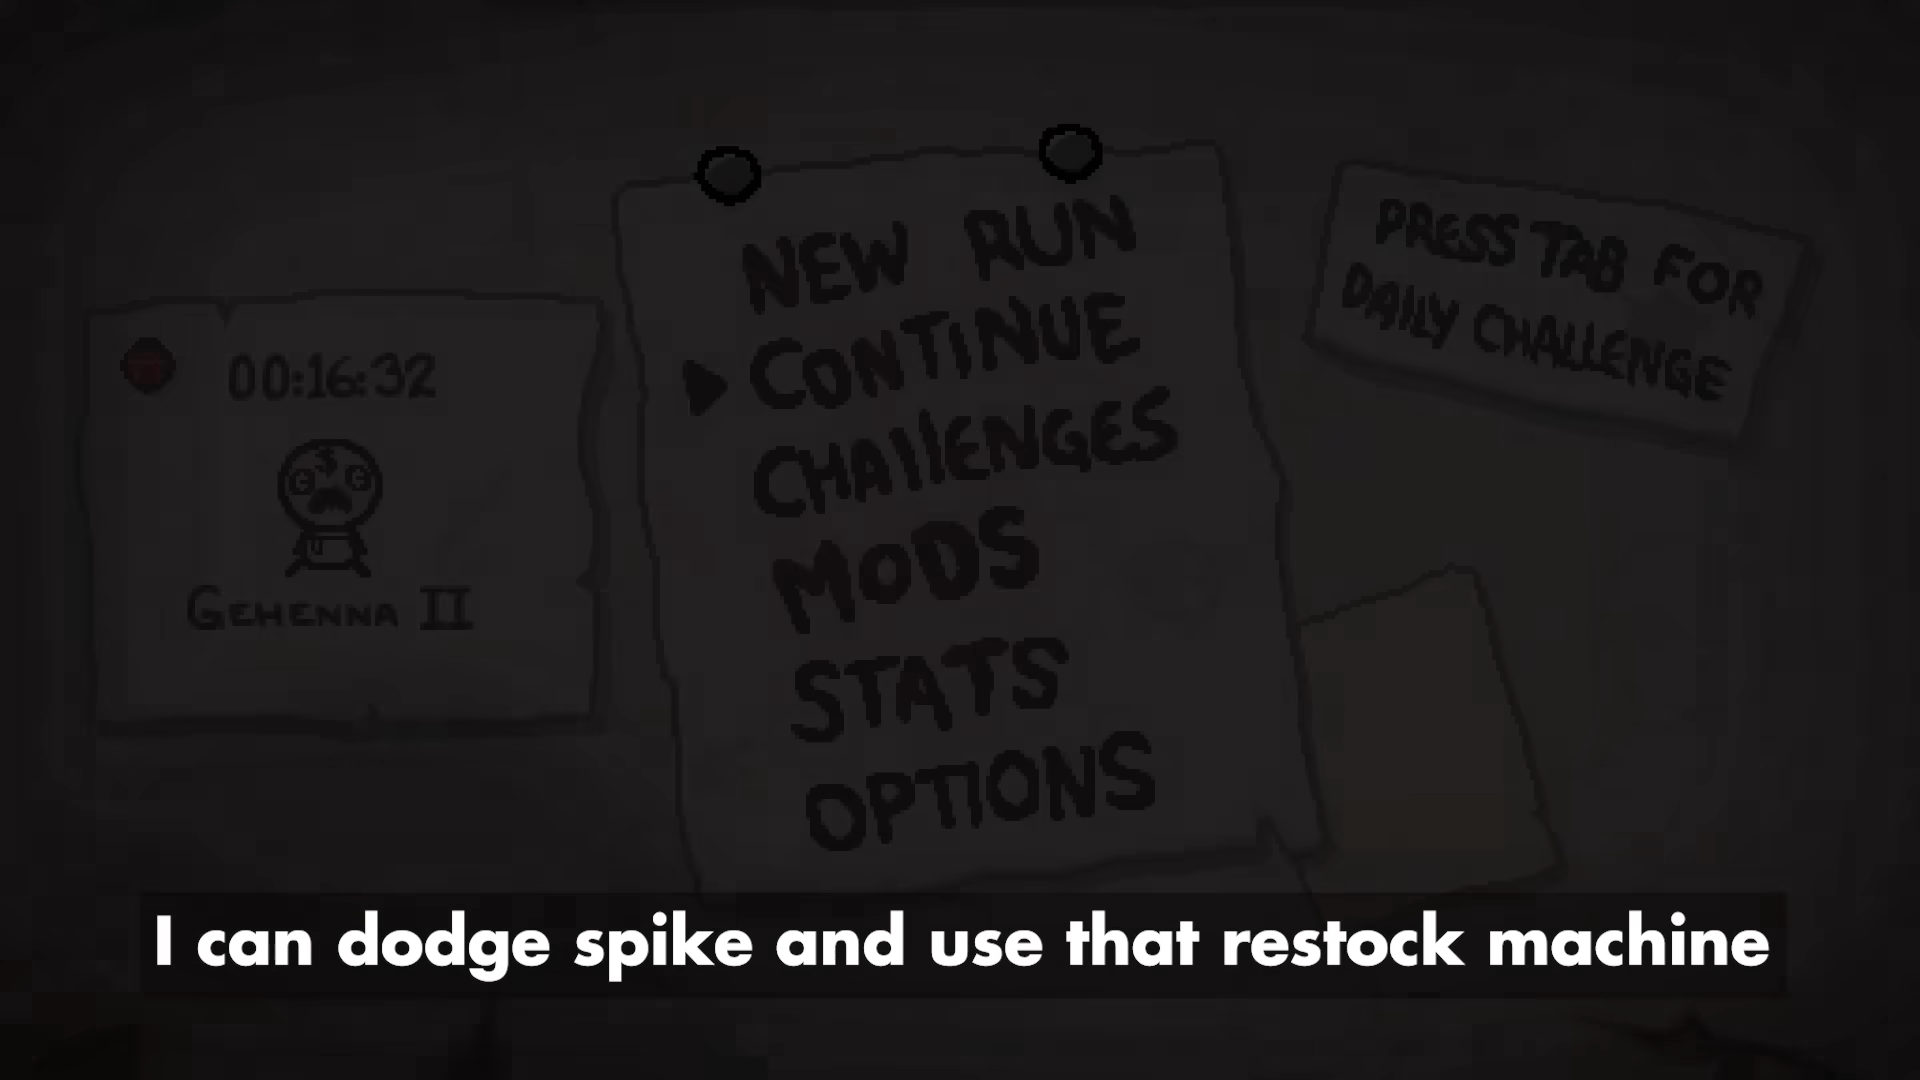 NEW RUN
CONTINUE
CHALLENGES
MODS
STATS
OPTIONS
00:16:32
GEHENNA II
PRESS TAB FOR
DAILY CHALLENGE
I can dodge spike and use that restock machine